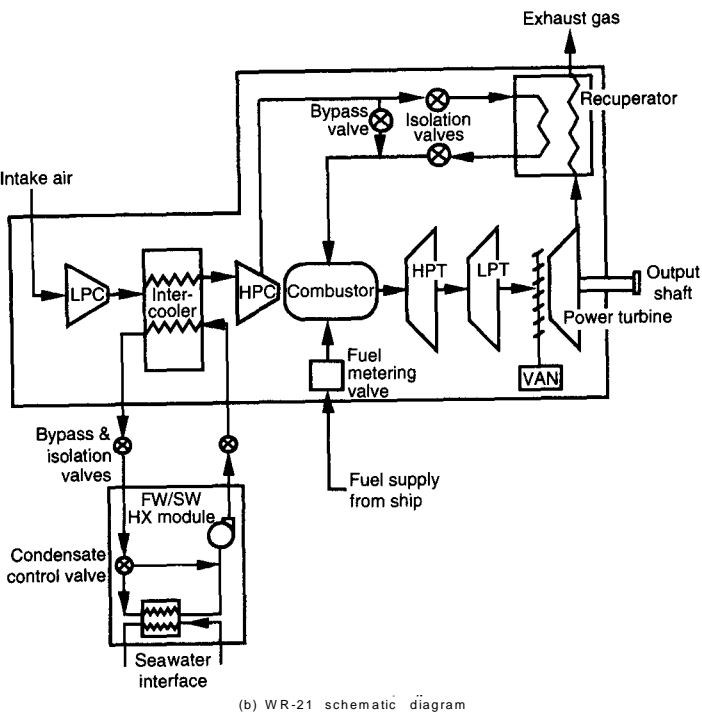 Exhaust gas
Recuperator
Bypass
valve
Isolation
valves
Intake air
LPC
Inter-
cooler
HPC
Combustor
HPT
LPT
Output
shaft
Power turbine
VAN
Fuel
metering
valve
Bypass &
isolation
valves
Fuel supply
from ship
FW/SW
HX module
Condensate
control valve
Seawater
interface
(b) WR-21 schematic diagram